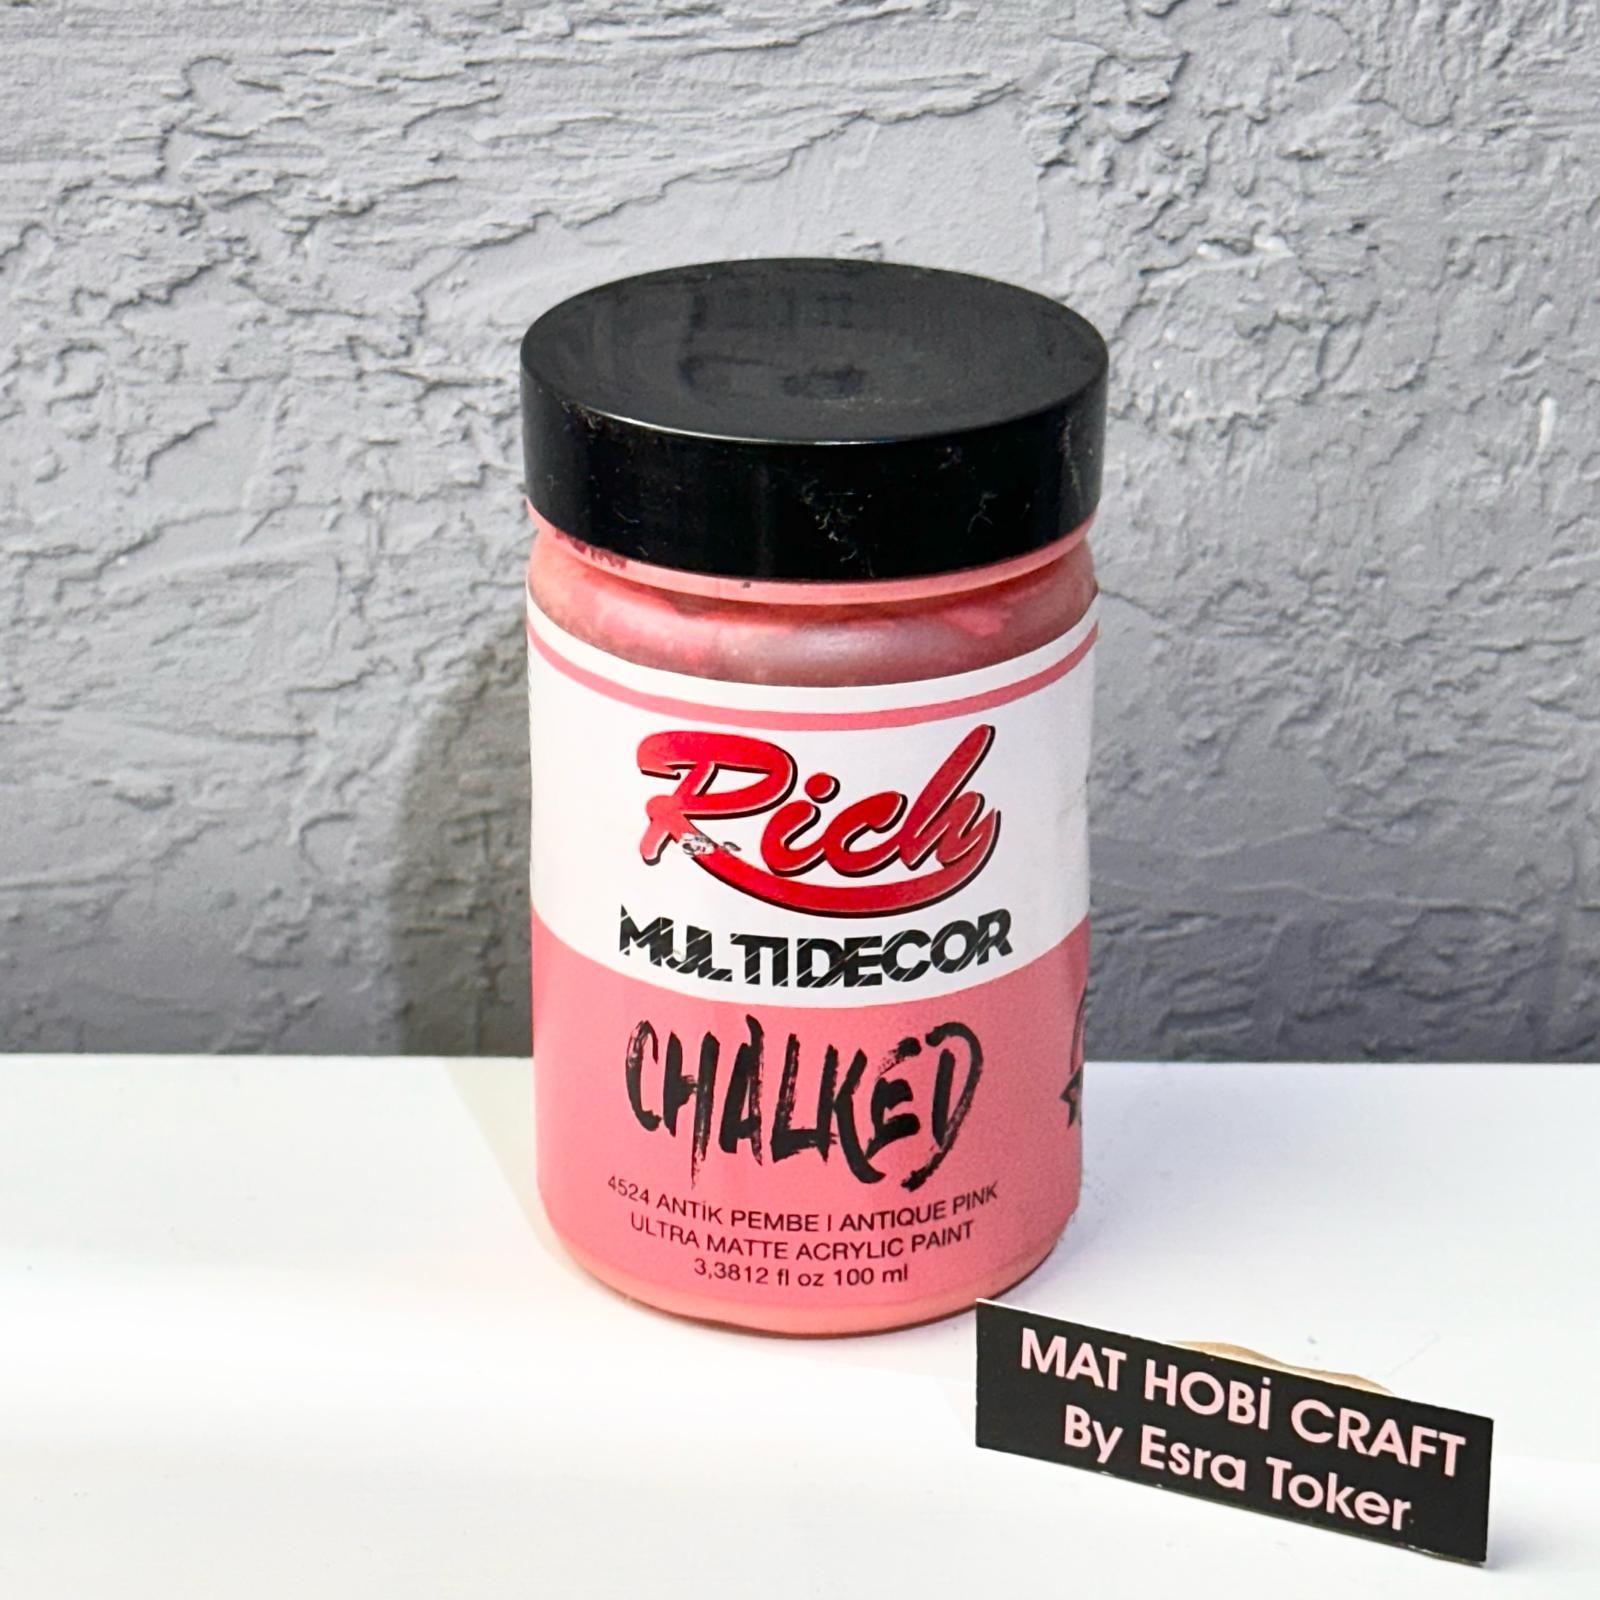 Rich
MULTIDECOR
CHALKED
4524 ANTİK PEMBE | ANTIQUE PINK
ULTRA MATTE ACRYLIC PAINT
3,3812 fl oz 100 ml
MAT HOBİ CRAFT
By Esra Toker